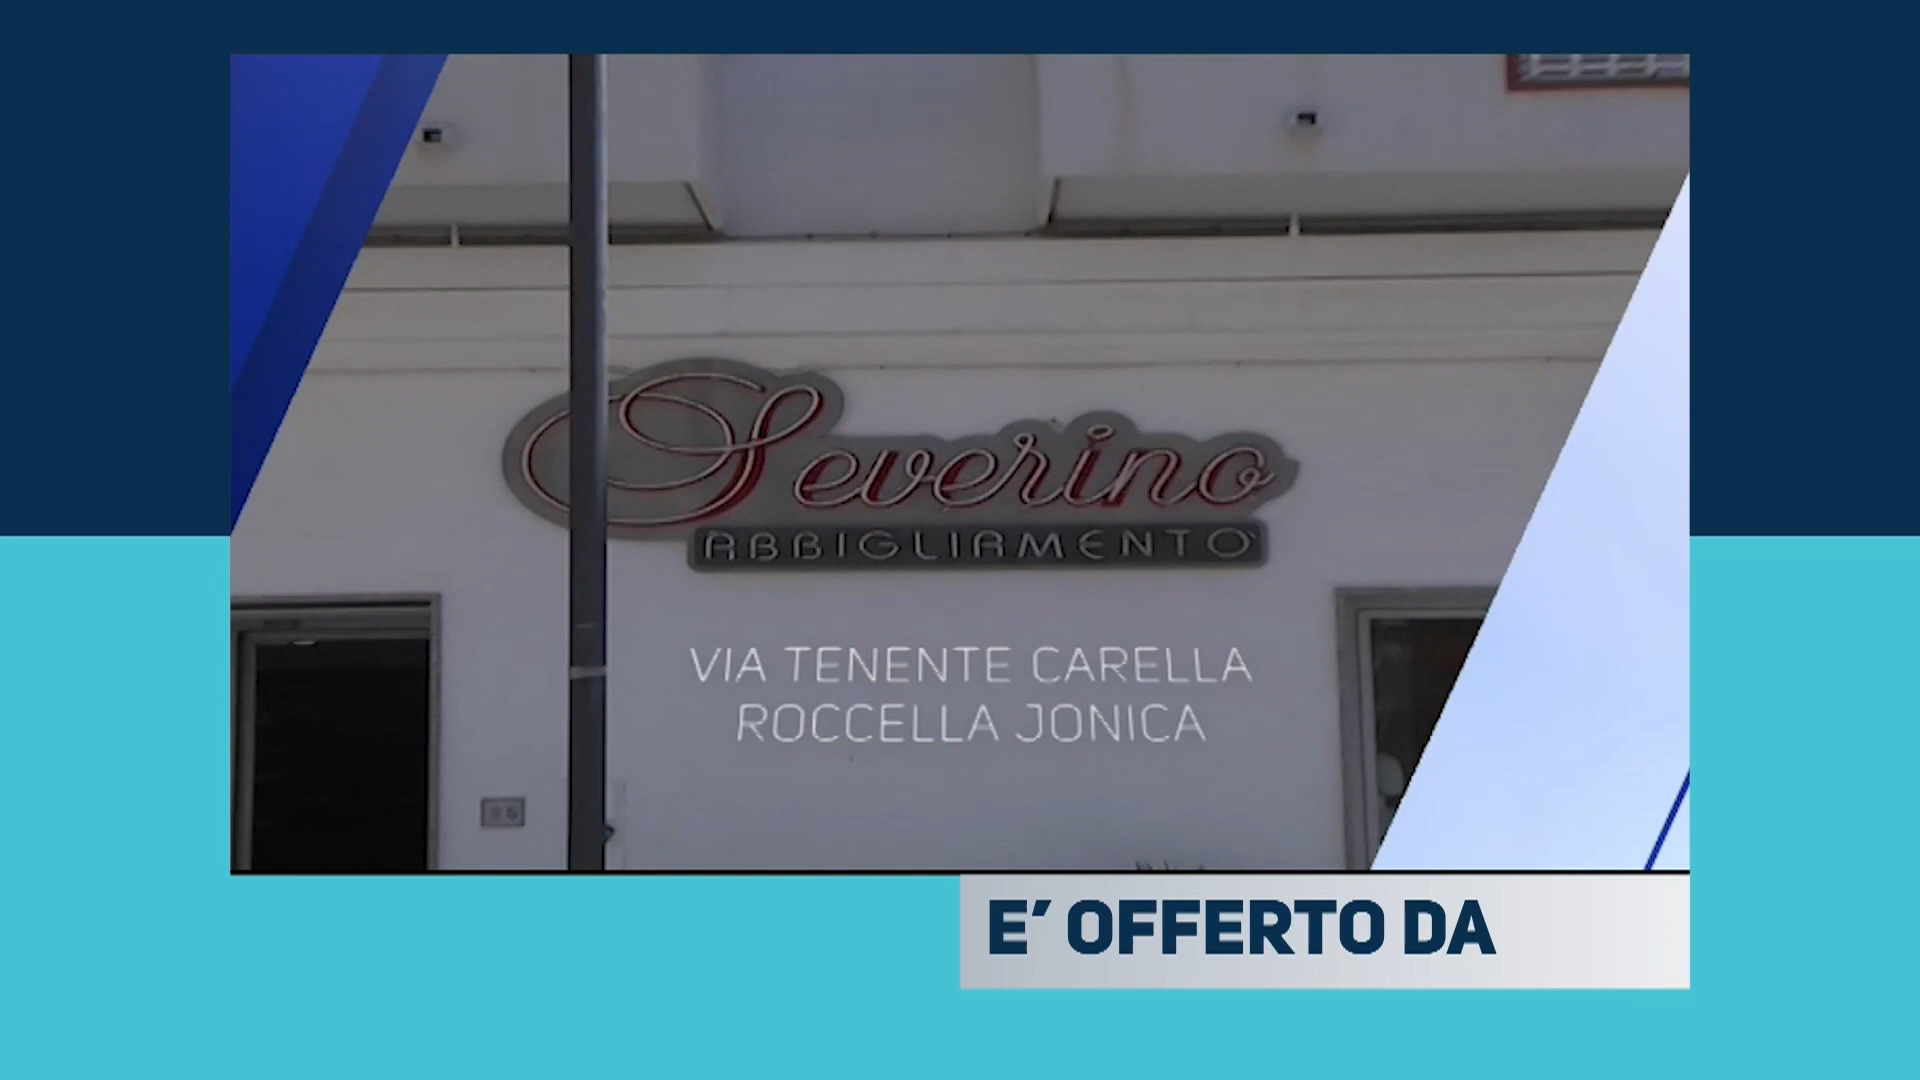 Severino
ABBIGLIAMENTO
VIA TENENTE CARELLA
ROCCELLA JONICA
E’ OFFERTO DA